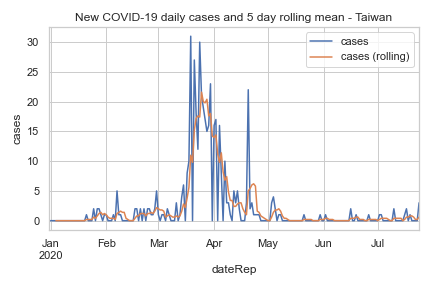 New COVID-19 daily cases and 5 day rolling mean - Taiwan
cases
cases (rolling)
30
25
20
15
10
5
0
cases
Jan
2020
Feb
Mar
Apr
May
Jun
Jul
dateRep